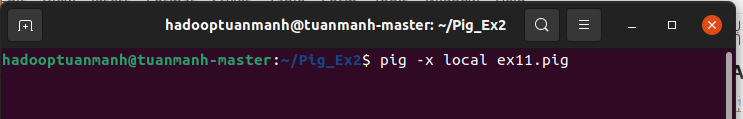 hadooptuanmanh@tuanmanh-master: ~/Pig_Ex2
hadooptuanmanh@tuanmanh-master:~/Pig_Ex2$ pig -x local ex11.pig